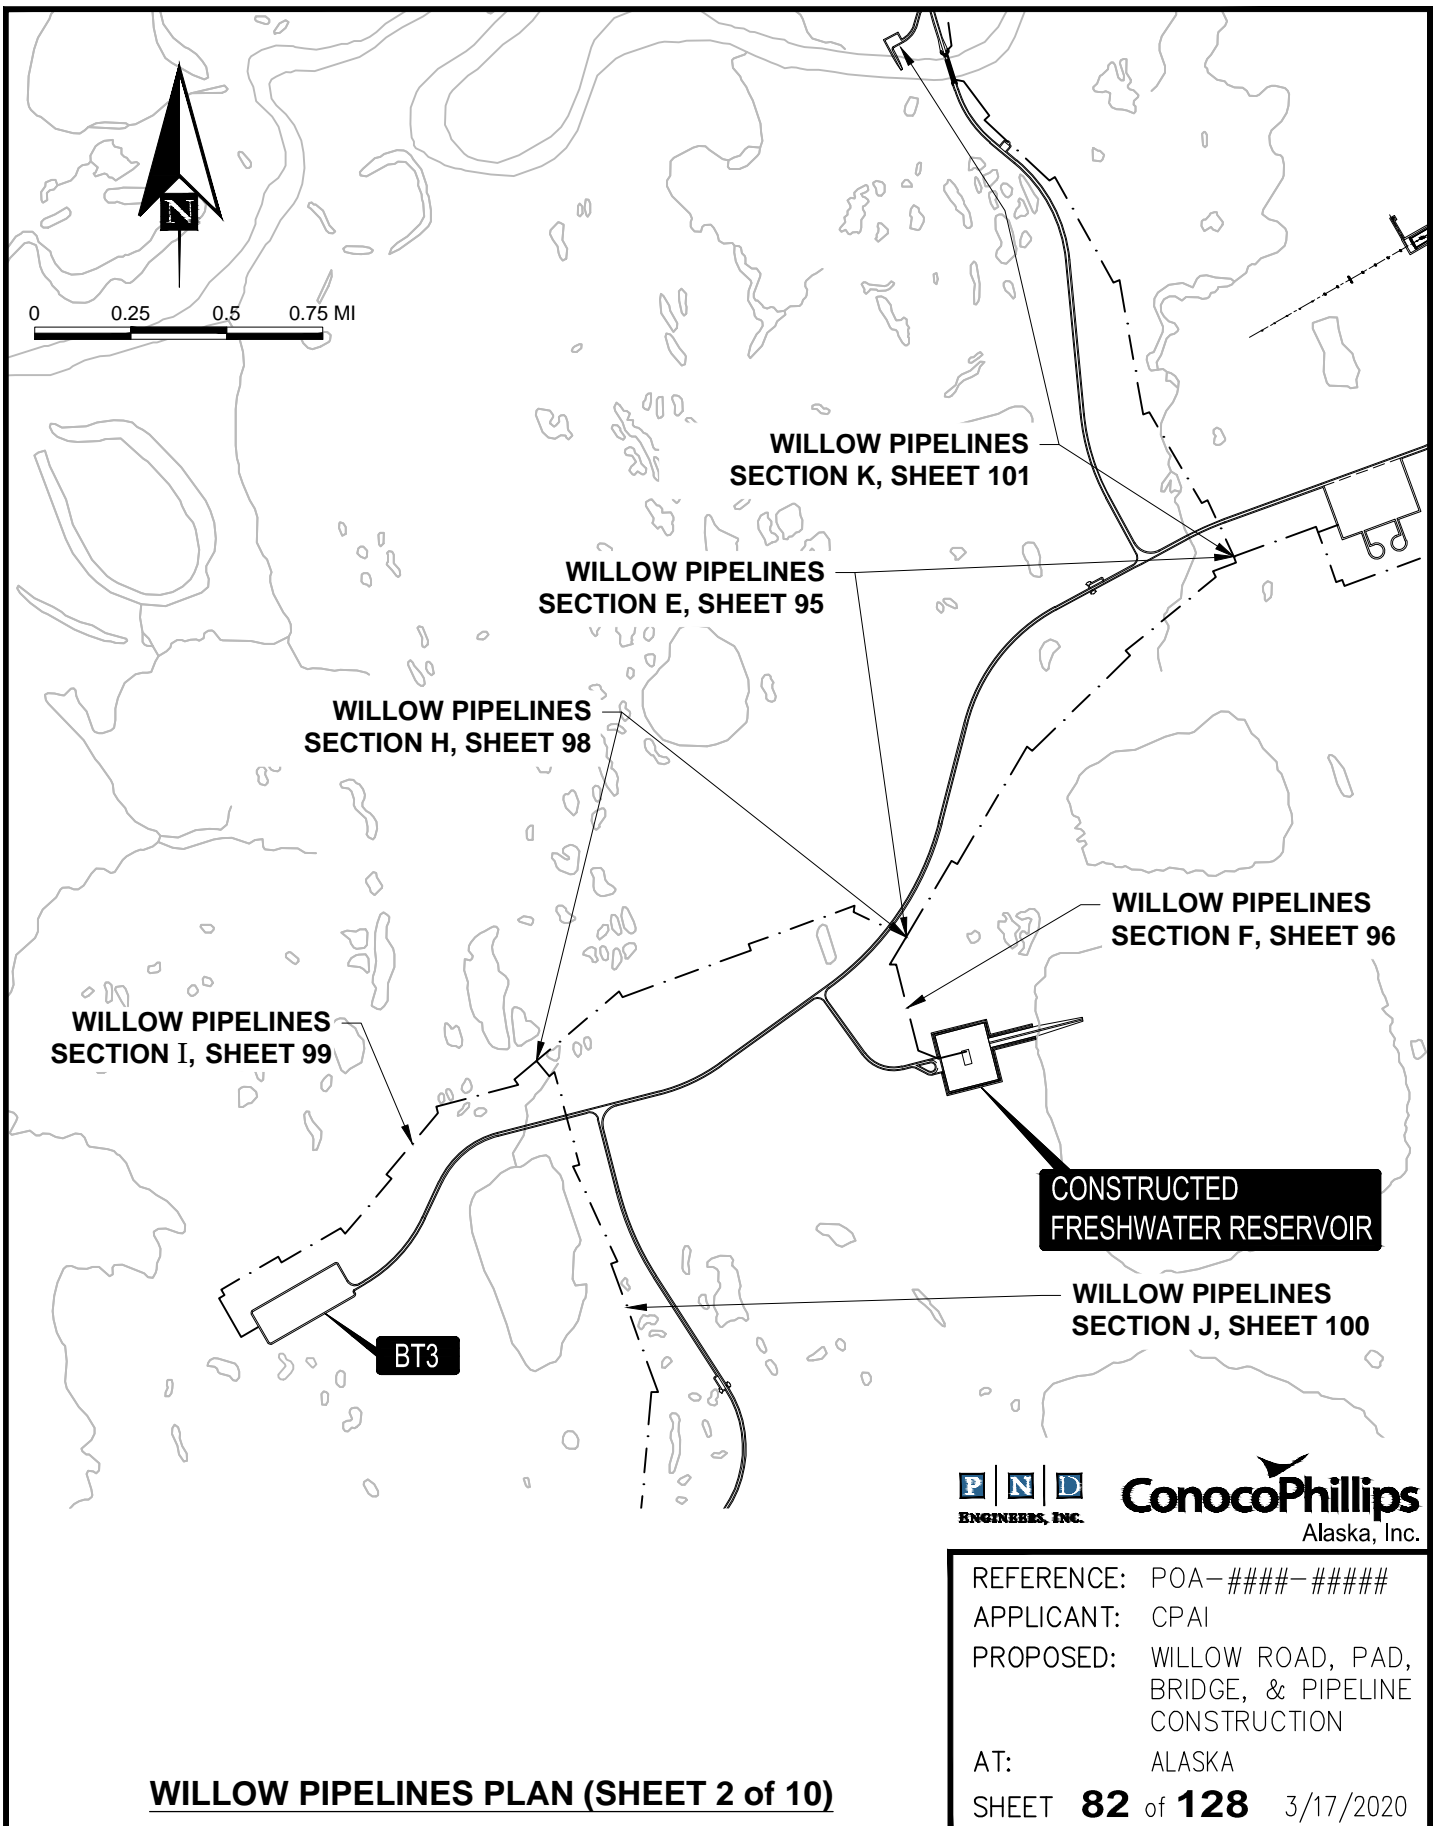 N
0 0.25 0.5 0.75 MI
WILLOW PIPELINES
SECTION K, SHEET 101
WILLOW PIPELINES
SECTION E, SHEET 95
WILLOW PIPELINES
SECTION H, SHEET 98
WILLOW PIPELINES
SECTION F, SHEET 96
WILLOW PIPELINES
SECTION I, SHEET 99
CONSTRUCTED
FRESHWATER RESERVOIR
WILLOW PIPELINES
SECTION J, SHEET 100
BT3
P N D
ENGINEERS, INC.
ConocoPhillips
Alaska, Inc.
REFERENCE: POA-####-#####
APPLICANT: CPAI
PROPOSED: WILLOW ROAD, PAD,
BRIDGE, & PIPELINE
CONSTRUCTION
AT: ALASKA
SHEET 82 of 128 3/17/2020
WILLOW PIPELINES PLAN (SHEET 2 of 10)